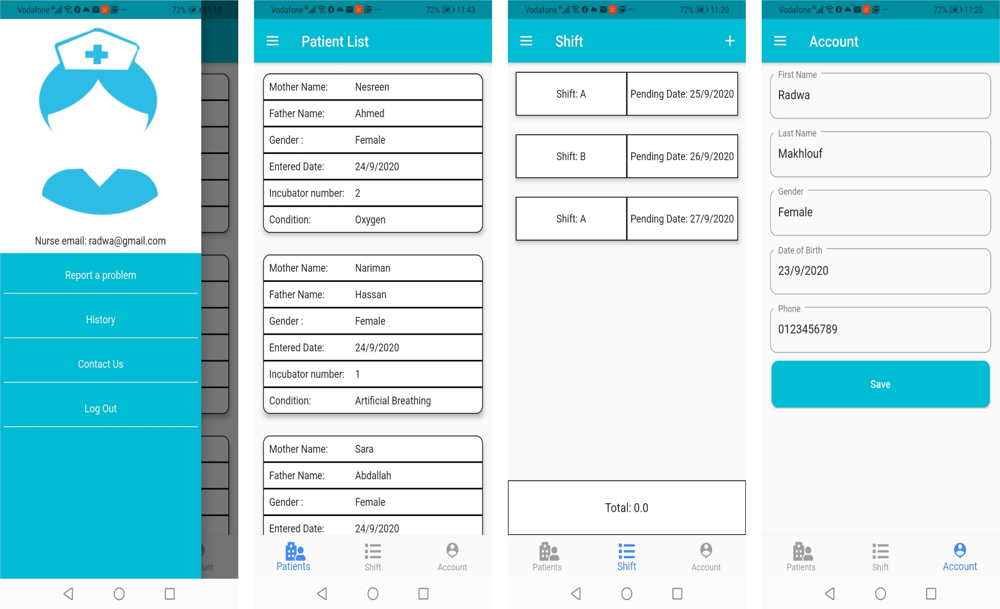 Vodafone 72% 11:19
Nurse email: radwa@gmail.com
Report a problem
History
Contact Us
Log Out
unt
Vodafone 72% 11:43
Patient List
Mother Name: Nesreen
Father Name: Ahmed
Gender : Female
Entered Date: 24/9/2020
Incubator number: 2
Condition: Oxygen
Mother Name: Nariman
Father Name: Hassan
Gender : Female
Entered Date: 24/9/2020
Incubator number: 1
Condition: Artificial Breathing
Mother Name: Sara
Father Name: Abdallah
Gender : Female
Entered Date: 24/9/2020
Patients Shift Account
Vodafone 72% 11:20
Shift +
Shift: A Pending Date: 25/9/2020
Shift: B Pending Date: 26/9/2020
Shift: A Pending Date: 27/9/2020
Total: 0.0
Patients Shift Account
Vodafone 72% 11:20
Account
First Name
Radwa
Last Name
Makhlouf
Gender
Female
Date of Birth
23/9/2020
Phone
0123456789
Save
Patients Shift Account